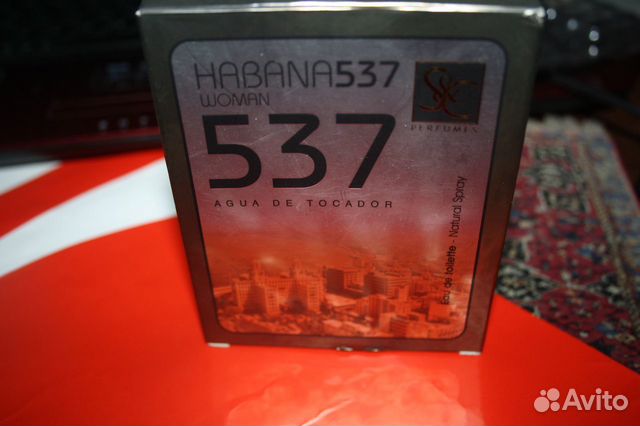 HABANA537
WOMAN
537
AGUA DE TOCADOR
S&C
PERFUMES
Eau de toilette - Natural Spray
Avito